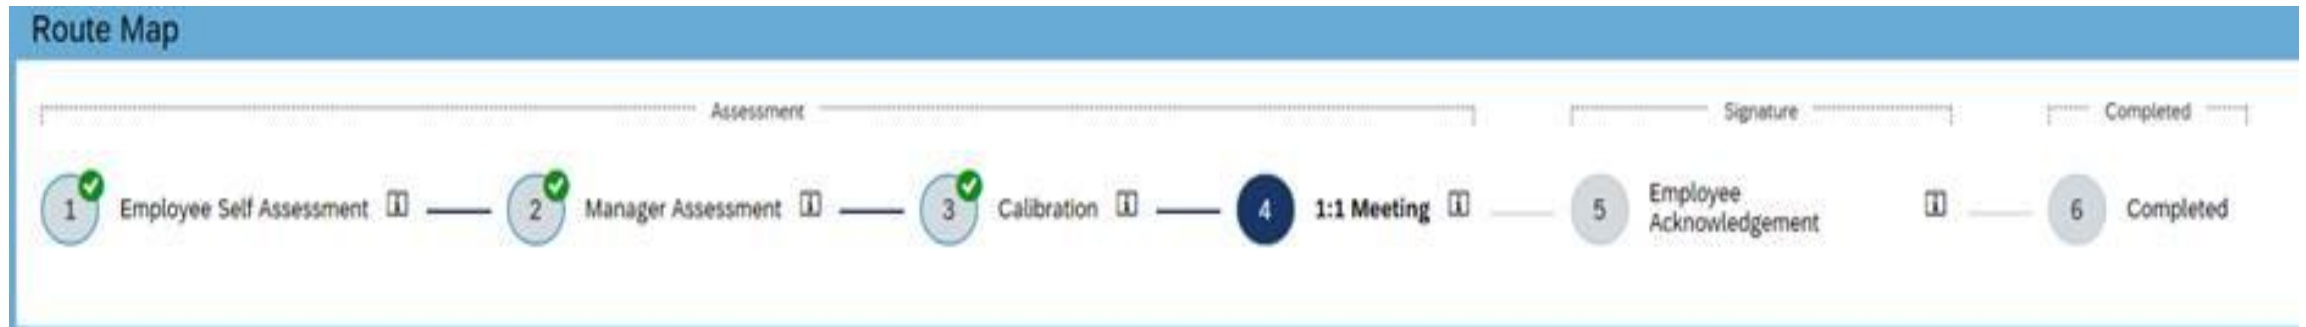 Route Map
Assessment
Signature
Completed
1 Employee Self Assessment
2 Manager Assessment
3 Calibration
4 1:1 Meeting
5 Employee
Acknowledgement
6 Completed